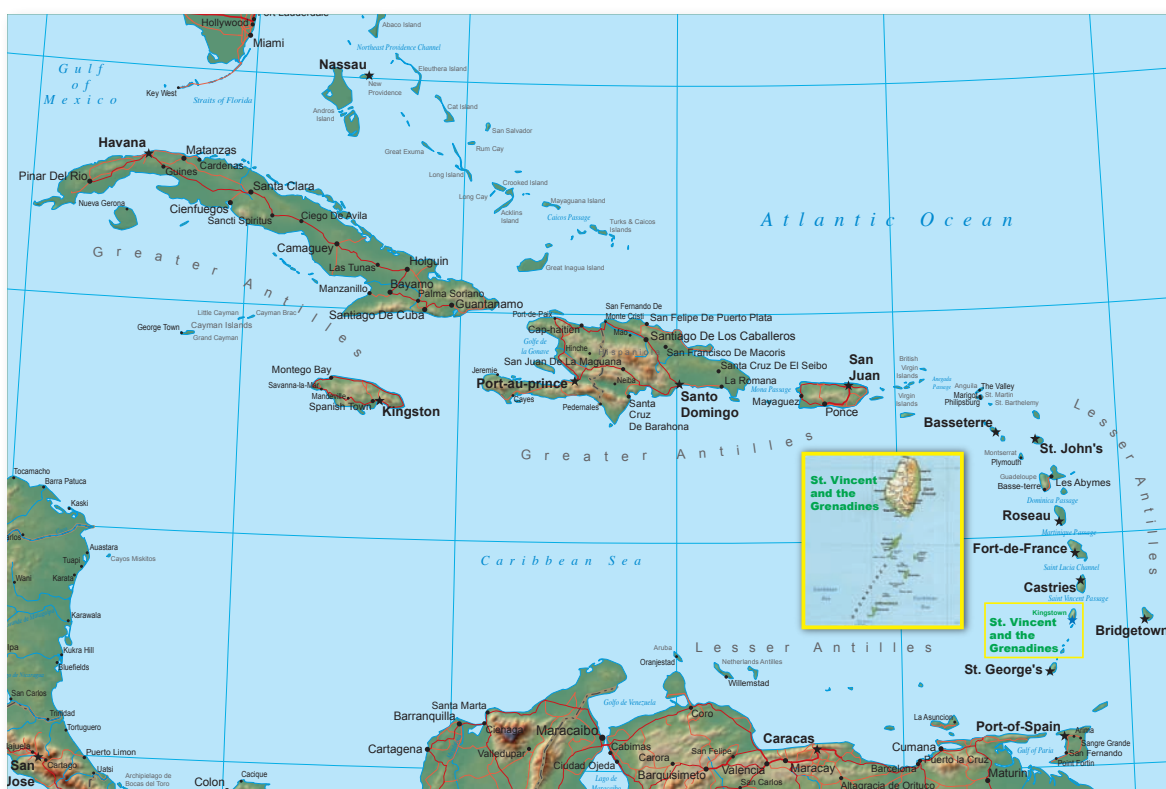 Hollywood
Miami
Abaco Island
Northeast Providence Channel
Gulf
of
Mexico
Key West
Straits of Florida
Nassau
New
Providence
Eleuthera Island
Andros
Island
Cat Island
San Salvador
Great Exuma
Rum Cay
Long Island
Havana
Matanzas
Cardenas
Guines
Pinar Del Rio
Santa Clara
Nueva Gerona
Cienfuegos
Sancti Spiritus
Ciego De Avila
Long Cay
Crooked Island
Acklins
Island
Mayaguana Island
Caicos Passage
Turks & Caicos
Islands
Atlantic Ocean
Camaguey
Las Tunas
Holguin
Great Inagua Island
Greater Antilles
Manzanillo
Bayamo
Palma Soriano
Guantanamo
Santiago De Cuba
Little Cayman
Cayman Brac
Cayman Islands
George Town
Grand Cayman
Port-de-Paix
San Fernando De
Monte Cristi
San Felipe De Puerto Plata
Cap-haitien
Mao
Santiago De Los Caballeros
Golfe de
la Gonave
Hinche
Hispaniola
San Francisco De Macoris
San Juan De La Maguana
Santa Cruz De El Seibo
Jeremie
Port-au-prince
Neiba
La Romana
Cayes
Pedernales
Santa
Cruz
De Barahona
Santo
Domingo
Mona Passage
San
Juan
Mayaguez
Ponce
British
Virgin
Islands
Virgin
Islands
Anegada
Passage
Anguilla
The Valley
Marigot
St. Martin
Philipsburg
St. Barthelemy
Montego Bay
Savanna-la-Mar
Mandeville
Spanish Town
Kingston
Greater Antilles
Basseterre
St. John's
Lesser Antilles
Montserrat
Plymouth
Guadeloupe
Basse-terre
Les Abymes
Dominica Passage
Roseau
Martinique Passage
Fort-de-France
Saint Lucia Channel
Castries
Saint Vincent Passage
Kingstown
St. Vincent
and the
Grenadines
Bridgetown
St. George's
St. Vincent
and the
Grenadines
Tocamacho
Barra Patuca
Kaski
Auastara
Tuapi
Cayos Miskitos
Wani
Karata
Karawala
Kukra Hill
Bluefields
San Carlos
Trinidad
Tortuguero
Puerto Limon
San
Jose
Cartago
Uatsi
Archipelago de
Bocas del Toro
Colon
Cacique
Caribbean Sea
Lesser Antilles
Aruba
Oranjestad
Netherlands Antilles
Willemstad
Golfo de Venezuela
Santa Marta
Barranquilla
Cienaga
Cartagena
Valledupar
Maracaibo
Coro
Cabimas
Ciudad Ojeda
Carora
Lago de
Maracaibo
Barquisimeto
San Felipe
Valencia
San Carlos
Caracas
Maracay
Altagracia de Orituco
La Asuncion
Cumana
Barcelona
Puerto la Cruz
Maturin
Port-of-Spain
Arima
Sangre Grande
Gulf of Paria
San Fernando
Point Fortin